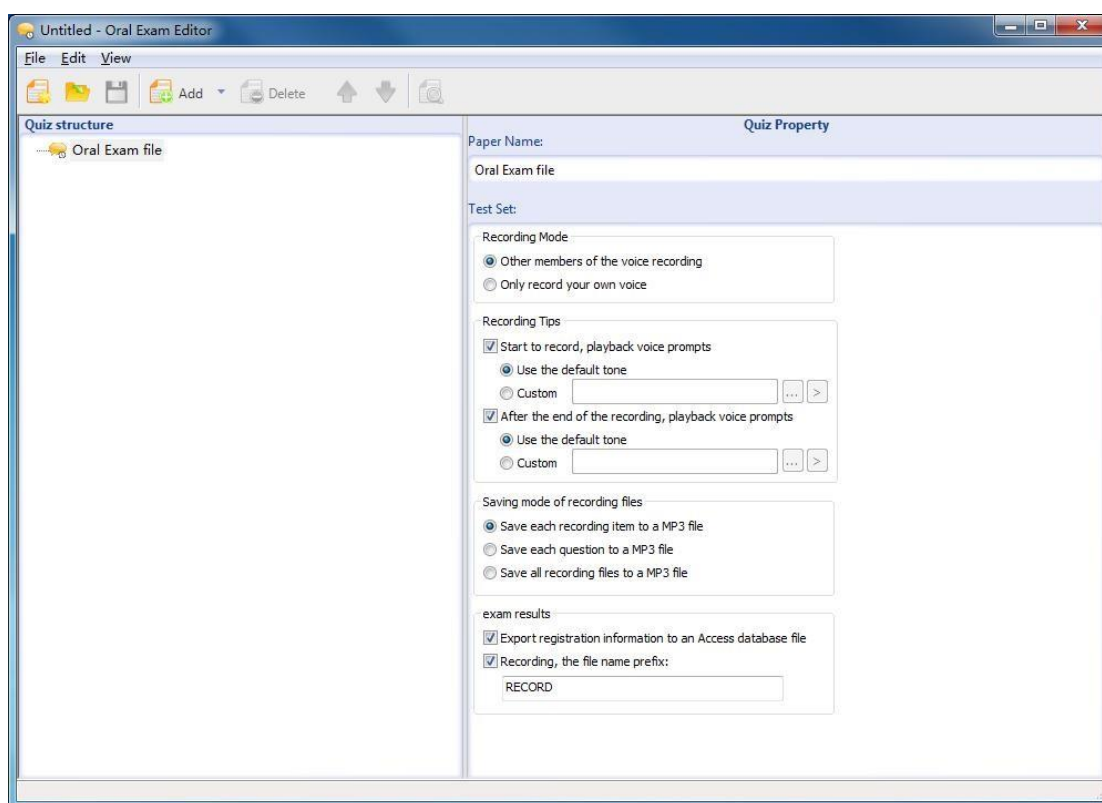 Untitled - Oral Exam Editor
File Edit View
Add Delete
Quiz structure
Oral Exam file
Quiz Property
Paper Name:
Oral Exam file
Test Set:
Recording Mode
Other members of the voice recording
Only record your own voice
Recording Tips
Start to record, playback voice prompts
Use the default tone
Custom ... >
After the end of the recording, playback voice prompts
Use the default tone
Custom ... >
Saving mode of recording files
Save each recording item to a MP3 file
Save each question to a MP3 file
Save all recording files to a MP3 file
exam results
Export registration information to an Access database file
Recording, the file name prefix:
RECORD